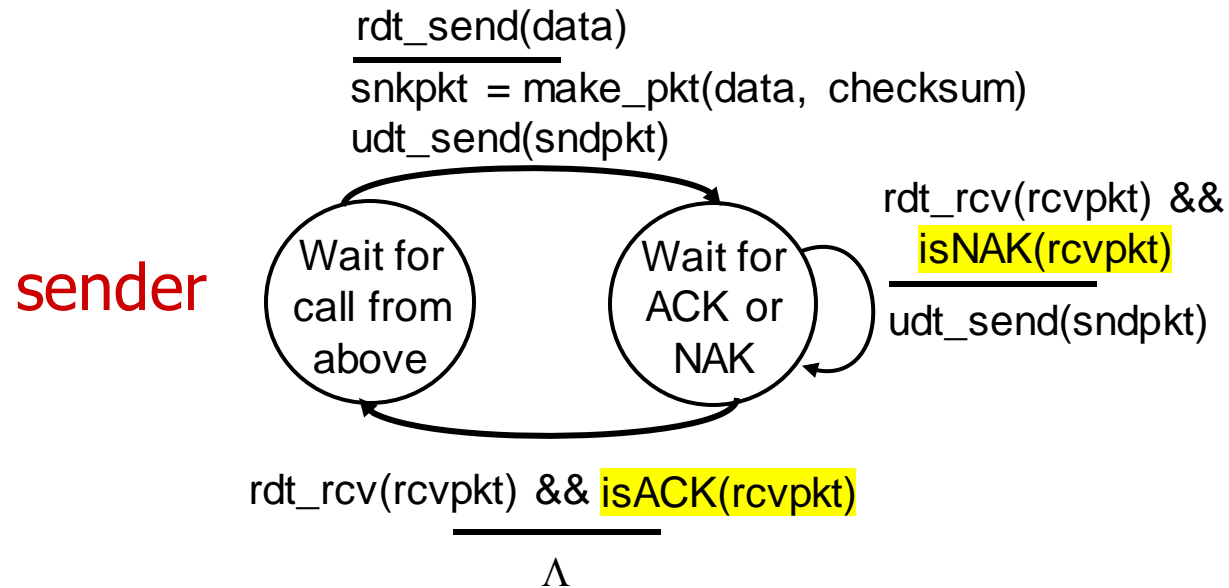 rdt_send(data)
snkpkt = make_pkt(data, checksum)
udt_send(sndpkt)
sender
Wait for
call from
above
Wait for
ACK or
NAK
rdt_rcv(rcvpkt) &&
isNAK(rcvpkt)
udt_send(sndpkt)
rdt_rcv(rcvpkt) && isACK(rcvpkt)
Λ